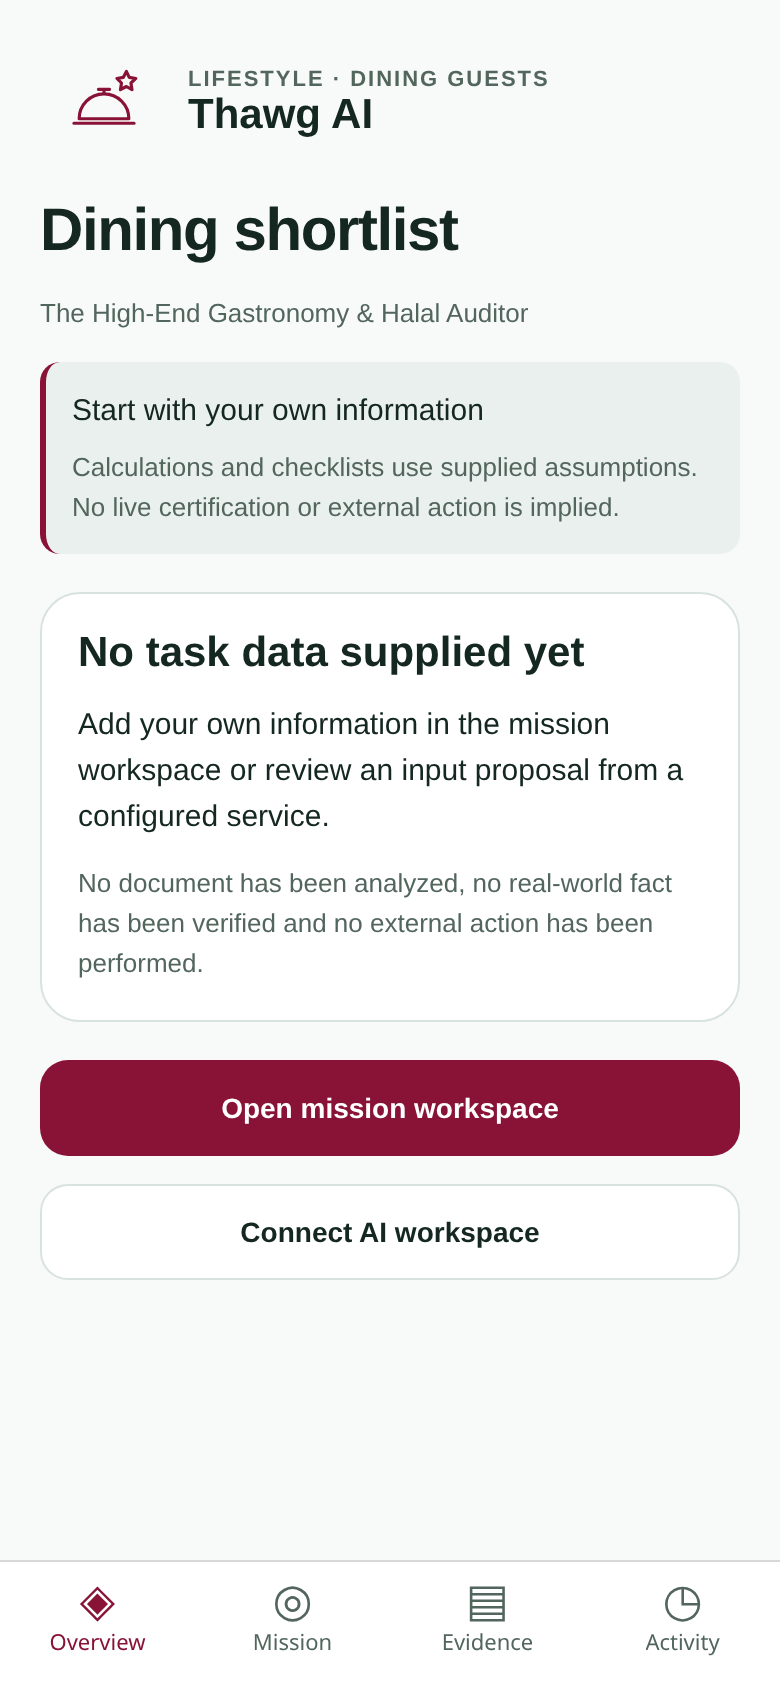 LIFESTYLE · DINING GUESTS
Thawg AI
Dining shortlist
The High-End Gastronomy & Halal Auditor
Start with your own information
Calculations and checklists use supplied assumptions.
No live certification or external action is implied.
No task data supplied yet
Add your own information in the mission
workspace or review an input proposal from a
configured service.
No document has been analyzed, no real-world fact
has been verified and no external action has been
performed.
Open mission workspace
Connect AI workspace
Overview
Mission
Evidence
Activity